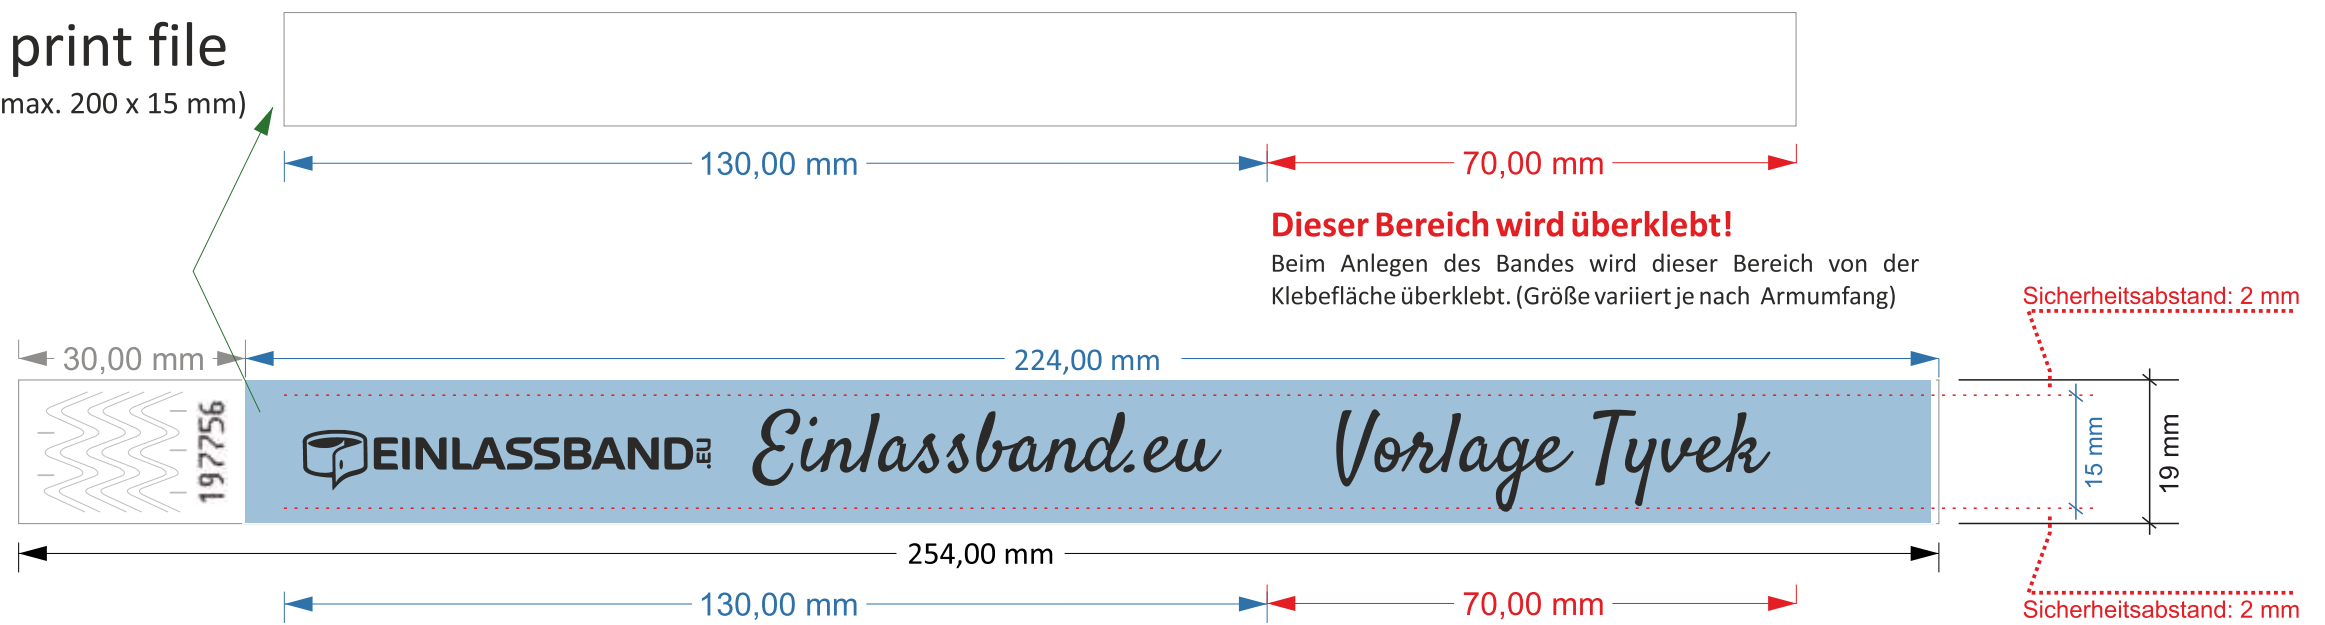 print file
max. 200 x 15 mm)
130,00 mm
70,00 mm
Dieser Bereich wird überklebt!
Beim Anlegen des Bandes wird dieser Bereich von der
Klebefläche überklebt. (Größe variiert je nach Armumfang)
Sicherheitsabstand: 2 mm
30,00 mm
224,00 mm
197756
EINLASSBAND.EU
Einlassband.eu
Vorlage Tyvek
15 mm
19 mm
254,00 mm
130,00 mm
70,00 mm
Sicherheitsabstand: 2 mm